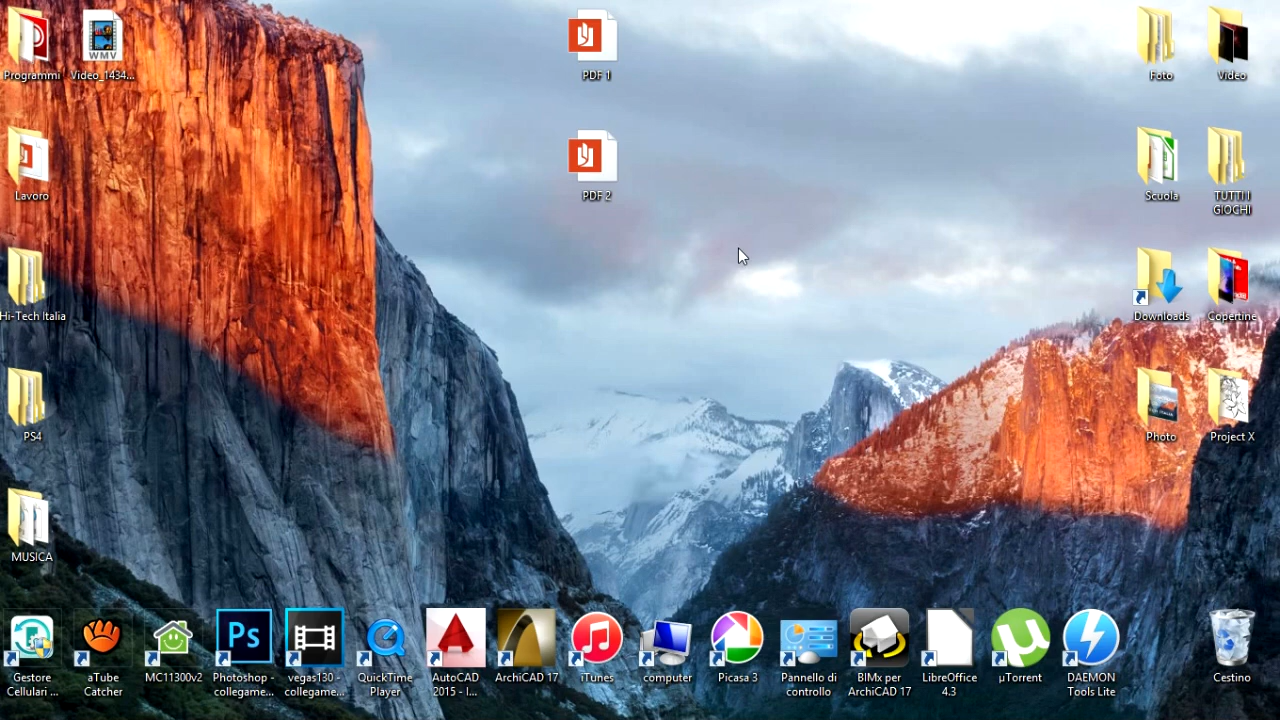 Programmi
Video_1434...
WMV
PDF 1
Foto
Video
Lavoro
PDF 2
Scuola
TUTTI I
GIOCHI
Hi-Tech Italia
Downloads
Copertine
PS4
Photo
Project X
MUSICA
Ps
Gestore
Cellulari ...
aTube
Catcher
MC11300v2
Photoshop -
collegame...
vegas130 -
collegame...
QuickTime
Player
AutoCAD
2015 - I...
ArchiCAD 17
iTunes
computer
Picasa 3
Pannello di
controllo
BIMx per
ArchiCAD 17
LibreOffice
4.3
µTorrent
DAEMON
Tools Lite
Cestino